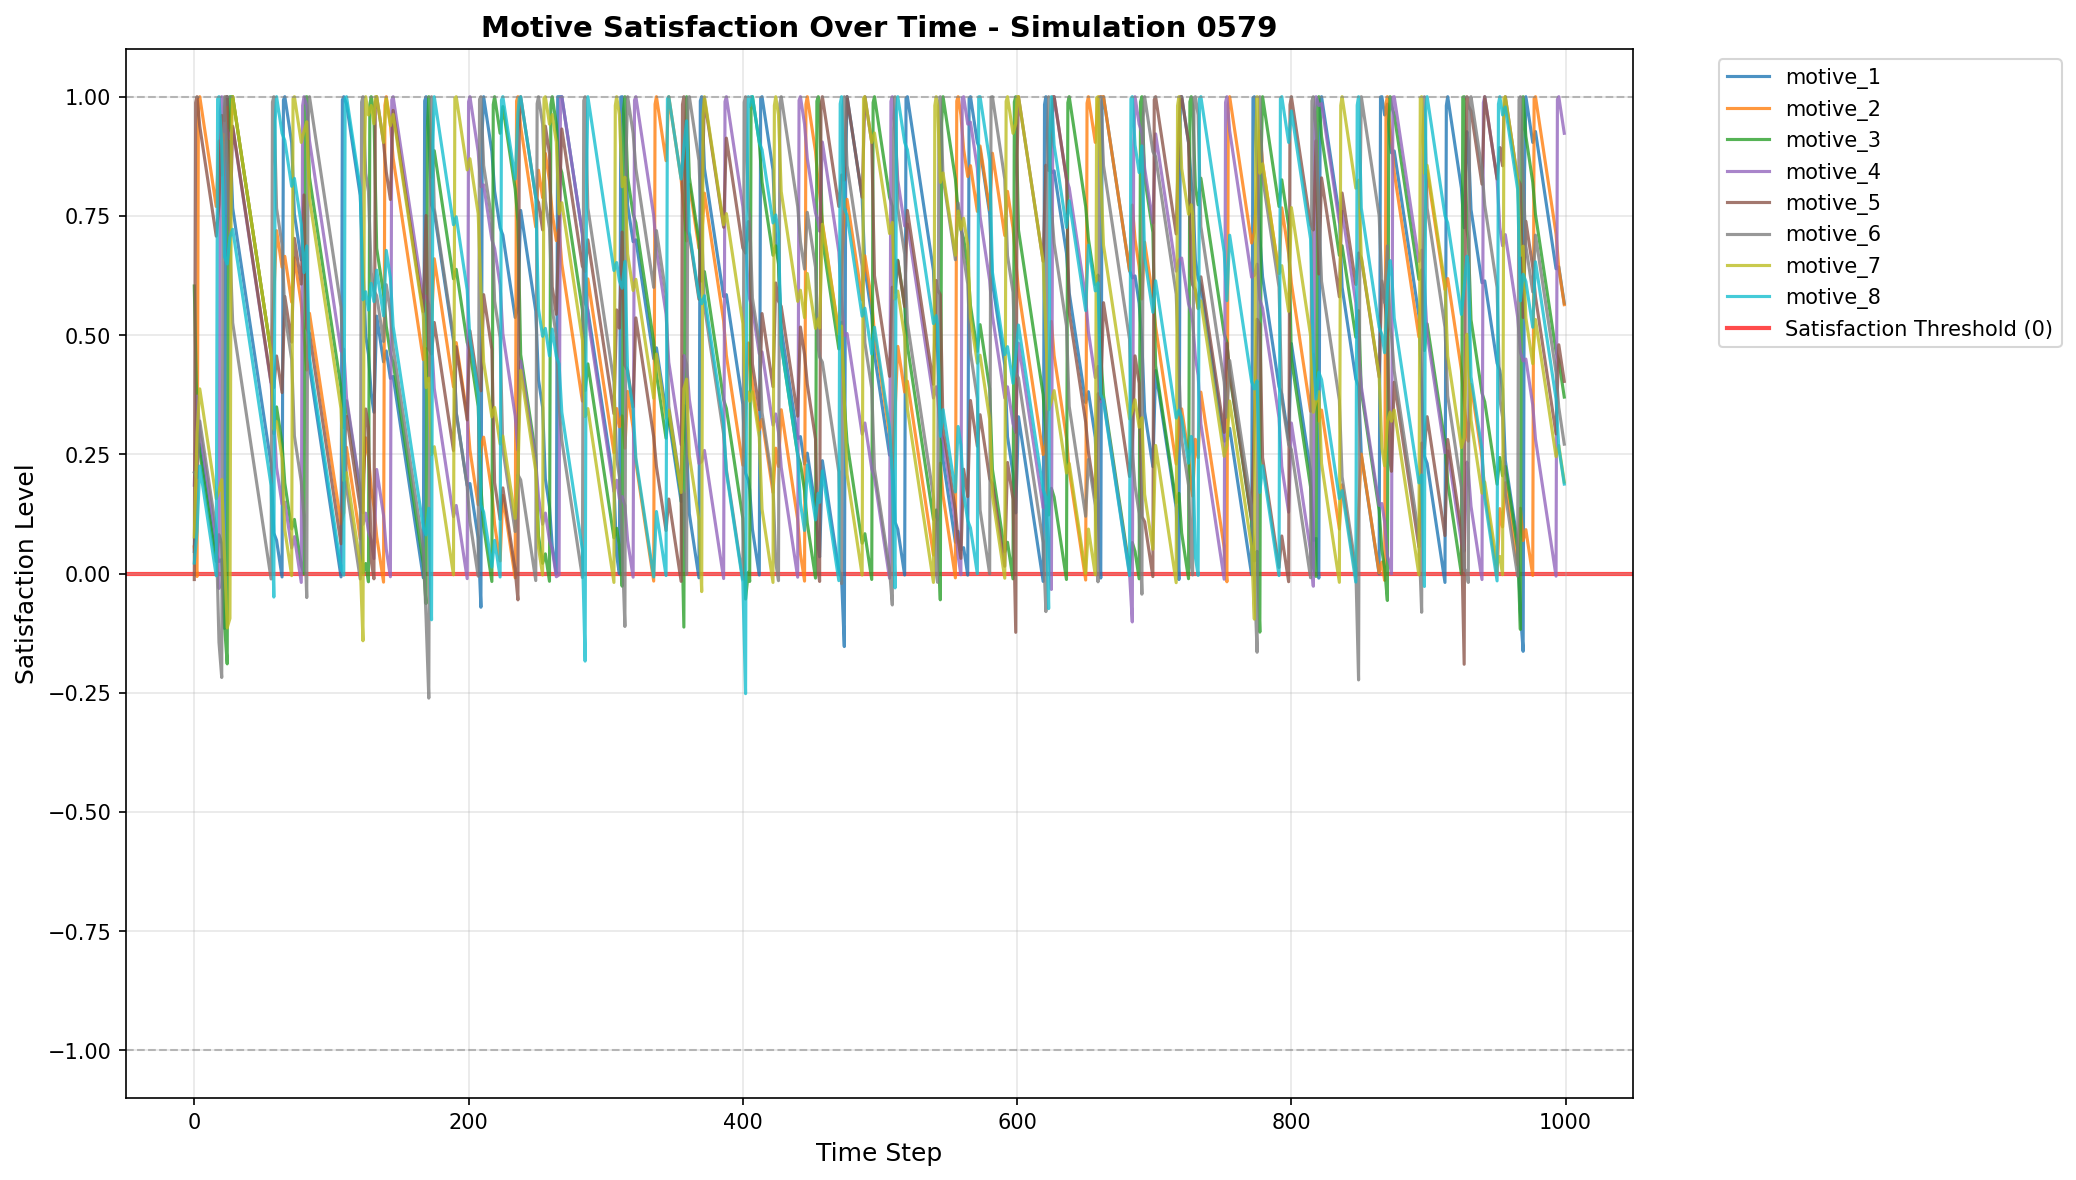 Motive Satisfaction Over Time - Simulation 0579
Satisfaction Level
1.00
0.75
0.50
0.25
0.00
−0.25
−0.50
−0.75
−1.00
0
200
400
600
800
1000
Time Step
motive_1
motive_2
motive_3
motive_4
motive_5
motive_6
motive_7
motive_8
Satisfaction Threshold (0)